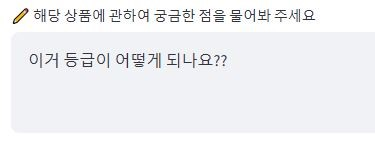 ✏️ 해당 상품에 관하여 궁금한 점을 물어봐 주세요
이거 등급이 어떻게 되나요??